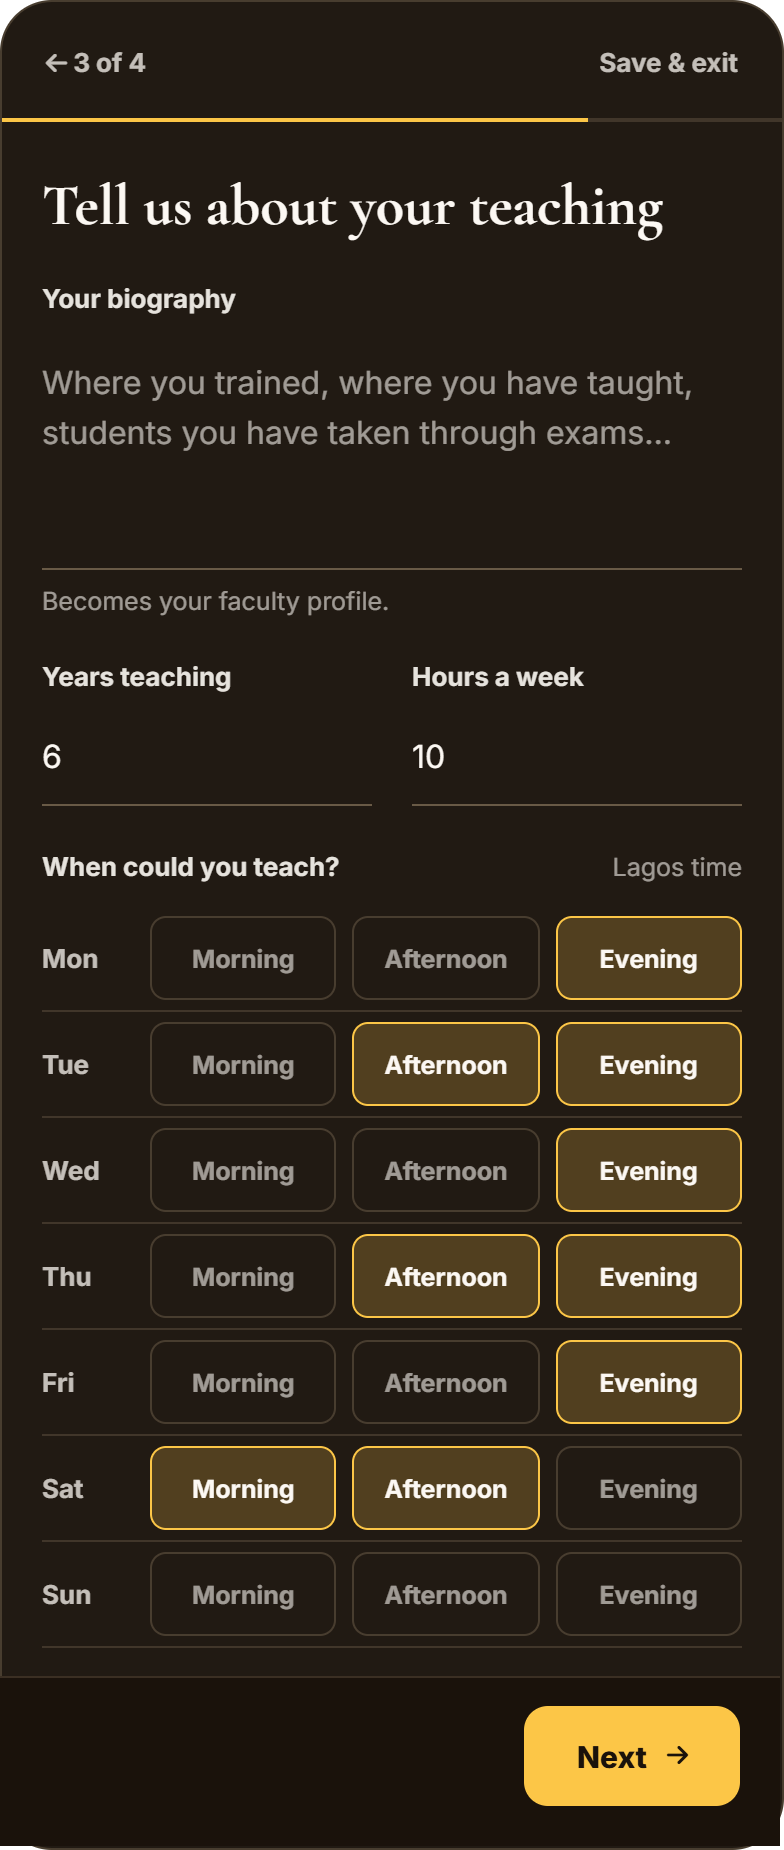 ← 3 of 4 Save & exit
Tell us about your teaching
Your biography
Where you trained, where you have taught,
students you have taken through exams...
Becomes your faculty profile.
Years teaching Hours a week
6 10
When could you teach? Lagos time
Mon Morning Afternoon Evening
Tue Morning Afternoon Evening
Wed Morning Afternoon Evening
Thu Morning Afternoon Evening
Fri Morning Afternoon Evening
Sat Morning Afternoon Evening
Sun Morning Afternoon Evening
Next →